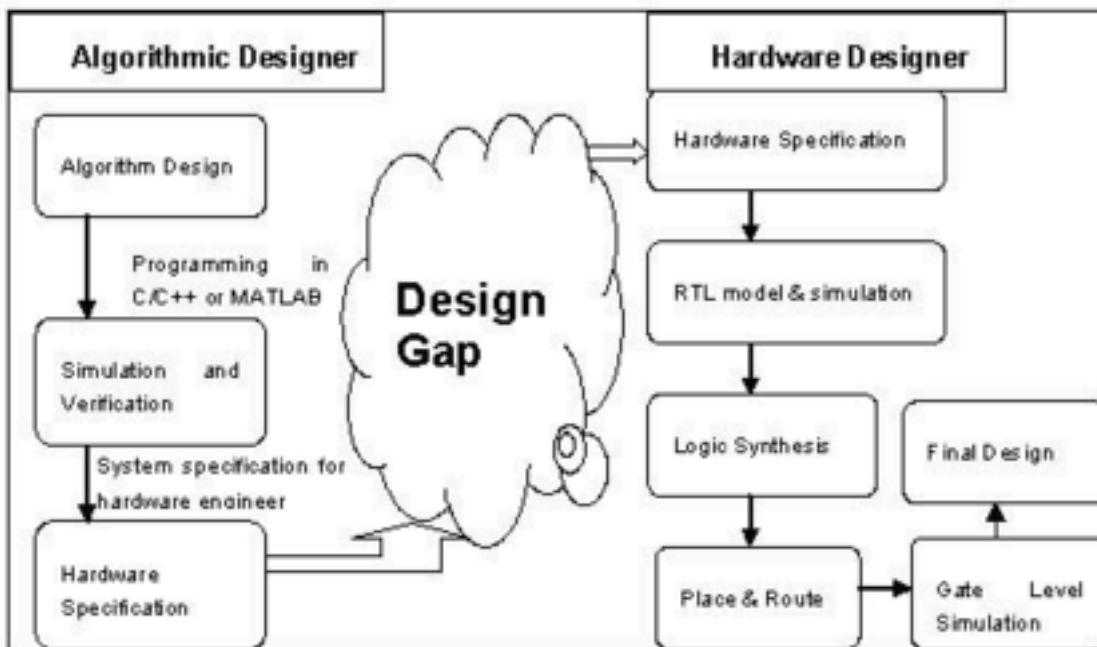 Algorithmic Designer
Algorithm Design
Programming in
C/C++ or MATLAB
Simulation and
Verification
System specification for
hardware engineer
Hardware
Specification
Design
Gap
Hardware Designer
Hardware Specification
RTL model & simulation
Logic Synthesis
Place & Route
Gate Level
Simulation
Final Design